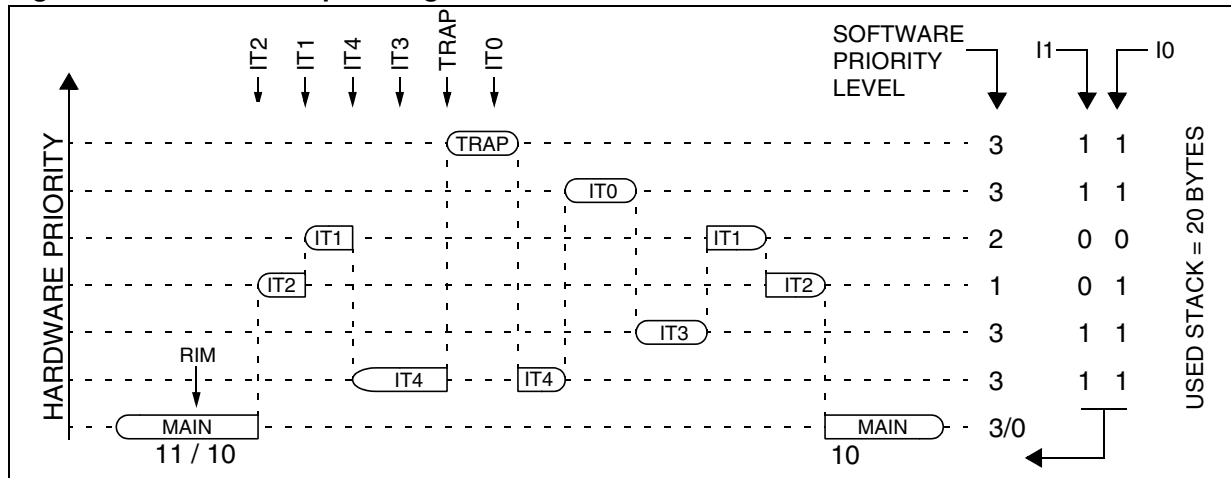 IT2
IT1
IT4
IT3
TRAP
IT0
SOFTWARE
PRIORITY
LEVEL
I1
I0
HARDWARE PRIORITY
TRAP
3
1 1
IT0
3
1 1
IT1
IT1
2
0 0
IT2
IT2
1
0 1
IT3
3
1 1
RIM
IT4
IT4
3
1 1
MAIN
MAIN
3/0
11 / 10
10
USED STACK = 20 BYTES